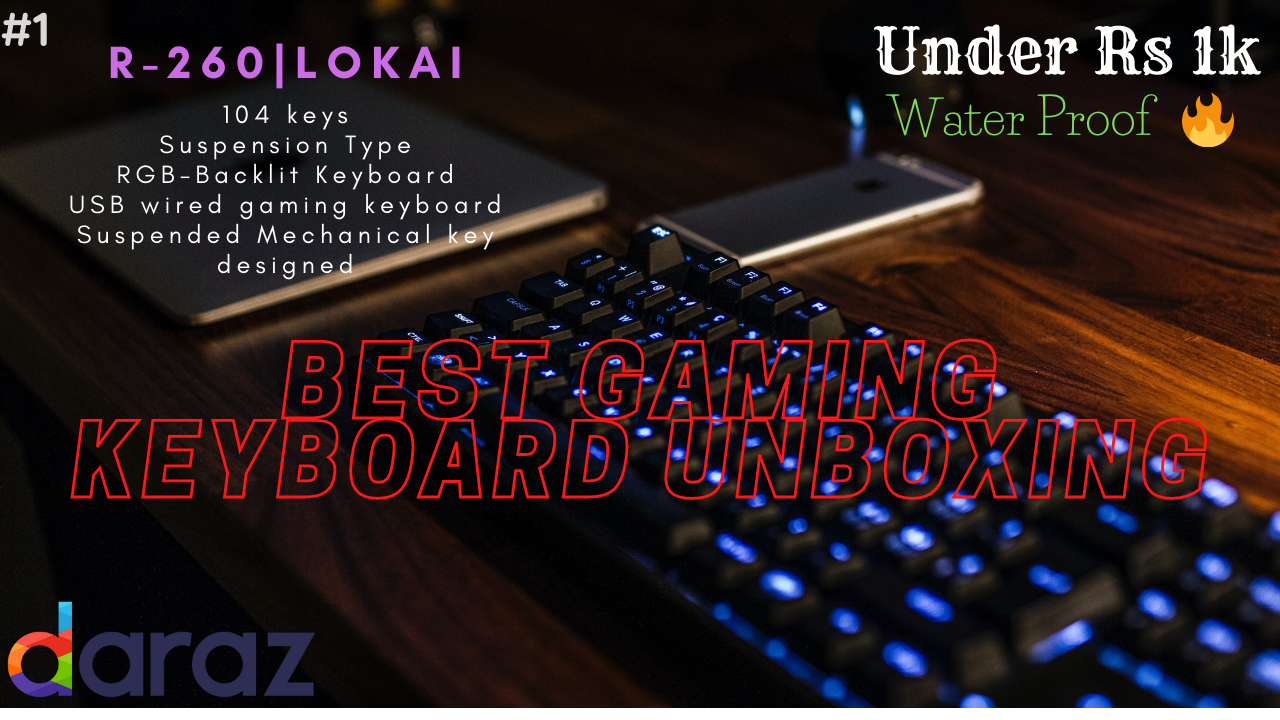 #1
R-260|LOKAI
104 keys
Suspension Type
RGB-Backlit Keyboard
USB wired gaming keyboard
Suspended Mechanical key
designed
Under Rs 1k
Water Proof 🔥
BEST GAMING
KEYBOARD UNBOXING
daraz